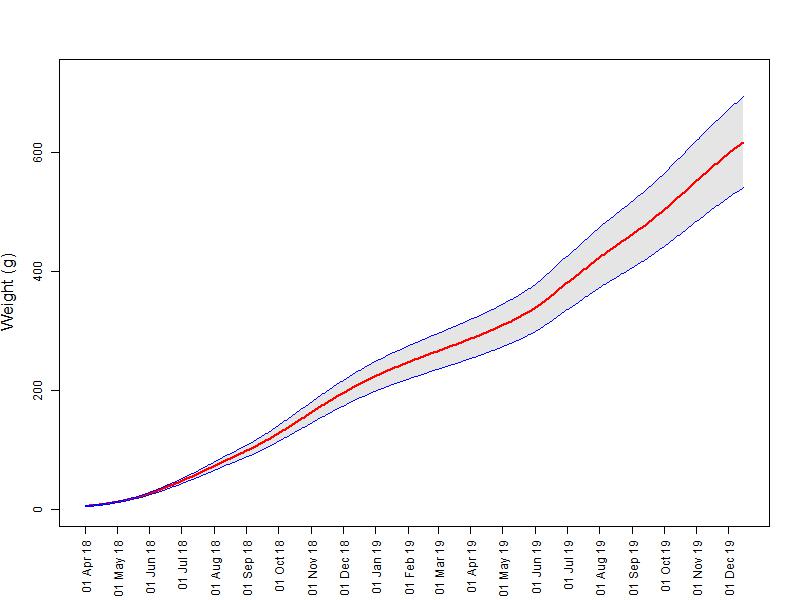 Weight (g)
600
400
200
0
01 Apr 18
01 May 18
01 Jun 18
01 Jul 18
01 Aug 18
01 Sep 18
01 Oct 18
01 Nov 18
01 Dec 18
01 Jan 19
01 Feb 19
01 Mar 19
01 Apr 19
01 May 19
01 Jun 19
01 Jul 19
01 Aug 19
01 Sep 19
01 Oct 19
01 Nov 19
01 Dec 19